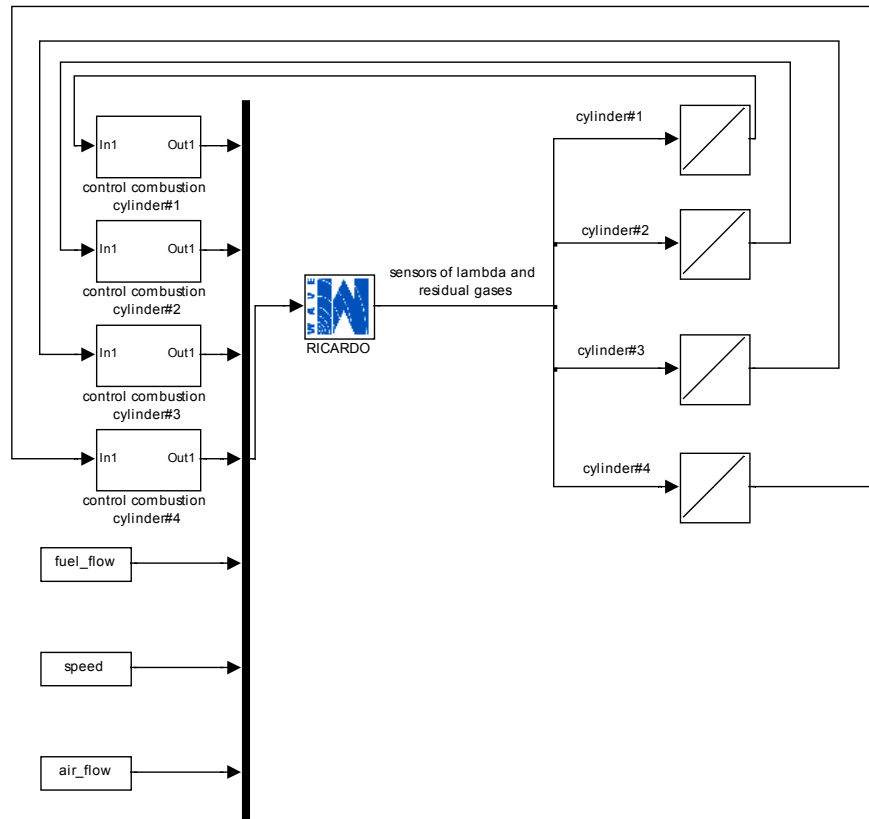 cylinder#1
In1 Out1
control combustion
cylinder#1
cylinder#2
In1 Out1
control combustion
cylinder#2
sensors of lambda and
residual gases
WAVE
RICARDO
cylinder#3
In1 Out1
control combustion
cylinder#3
cylinder#4
In1 Out1
control combustion
cylinder#4
fuel_flow
speed
air_flow